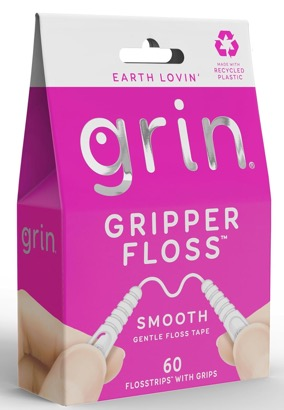 EARTH LOVIN'
MADE WITH
RECYCLED
PLASTIC
grin®
GRIPPER
FLOSS™
grin
SMOOTH
GENTLE FLOSS TAPE
60
FLOSSTRIPS™ WITH GRIPS